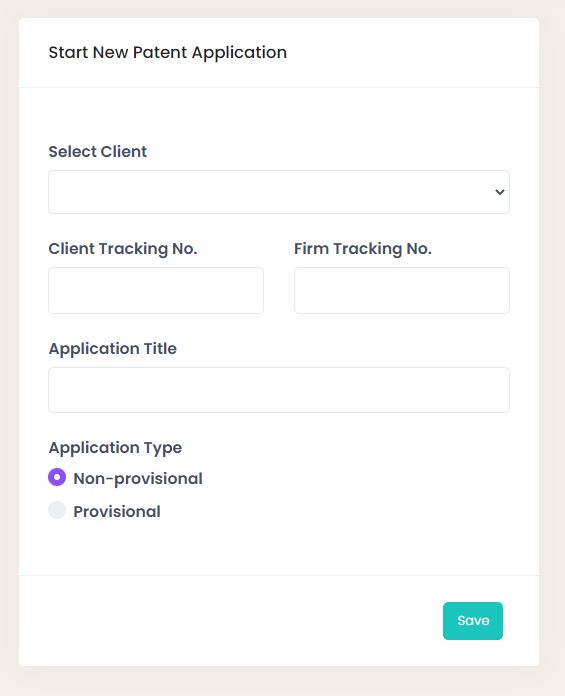 Start New Patent Application
Select Client
Client Tracking No. Firm Tracking No.
Application Title
Application Type
Non-provisional
Provisional
Save